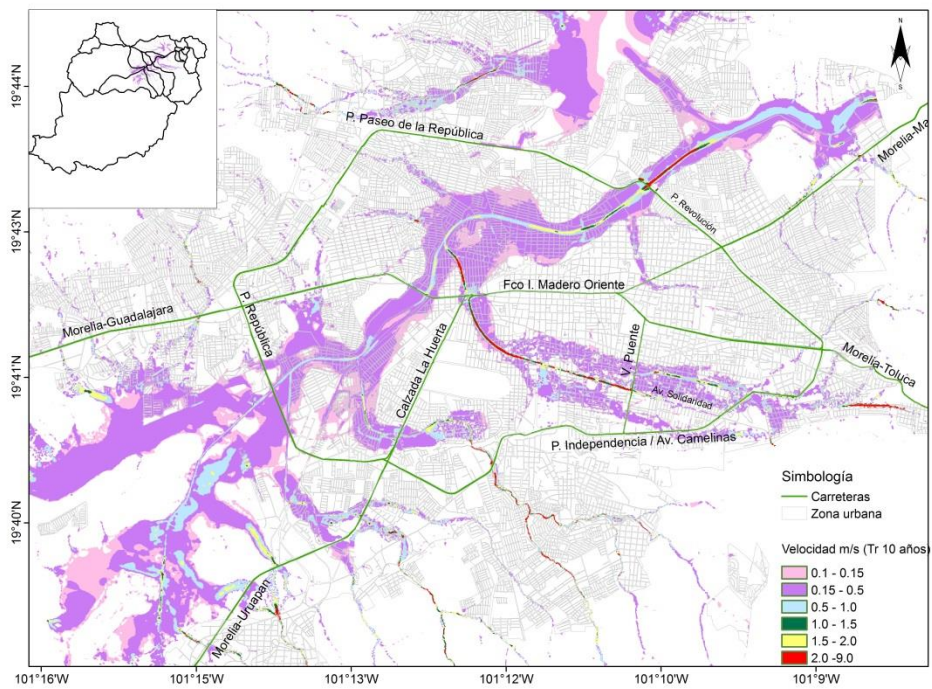 N
S
19°44'N
19°43'N
19°41'N
19°40'N
P. Paseo de la República
Morelia-Ma
P. Revolución
Fco I. Madero Oriente
Morelia-Guadalajara
P. República
Calzada La Huerta
V. Puente
Av. Solidaridad
Morelia-Toluca
P. Independencia / Av. Camelinas
Morelia-Uruapan
Simbología
Carreteras
Zona urbana
Velocidad m/s (Tr 10 años)
0.1 - 0.15
0.15 - 0.5
0.5 - 1.0
1.0 - 1.5
1.5 - 2.0
2.0 -9.0
101°16'W 101°15'W 101°13'W 101°12'W 101°10'W 101°9'W